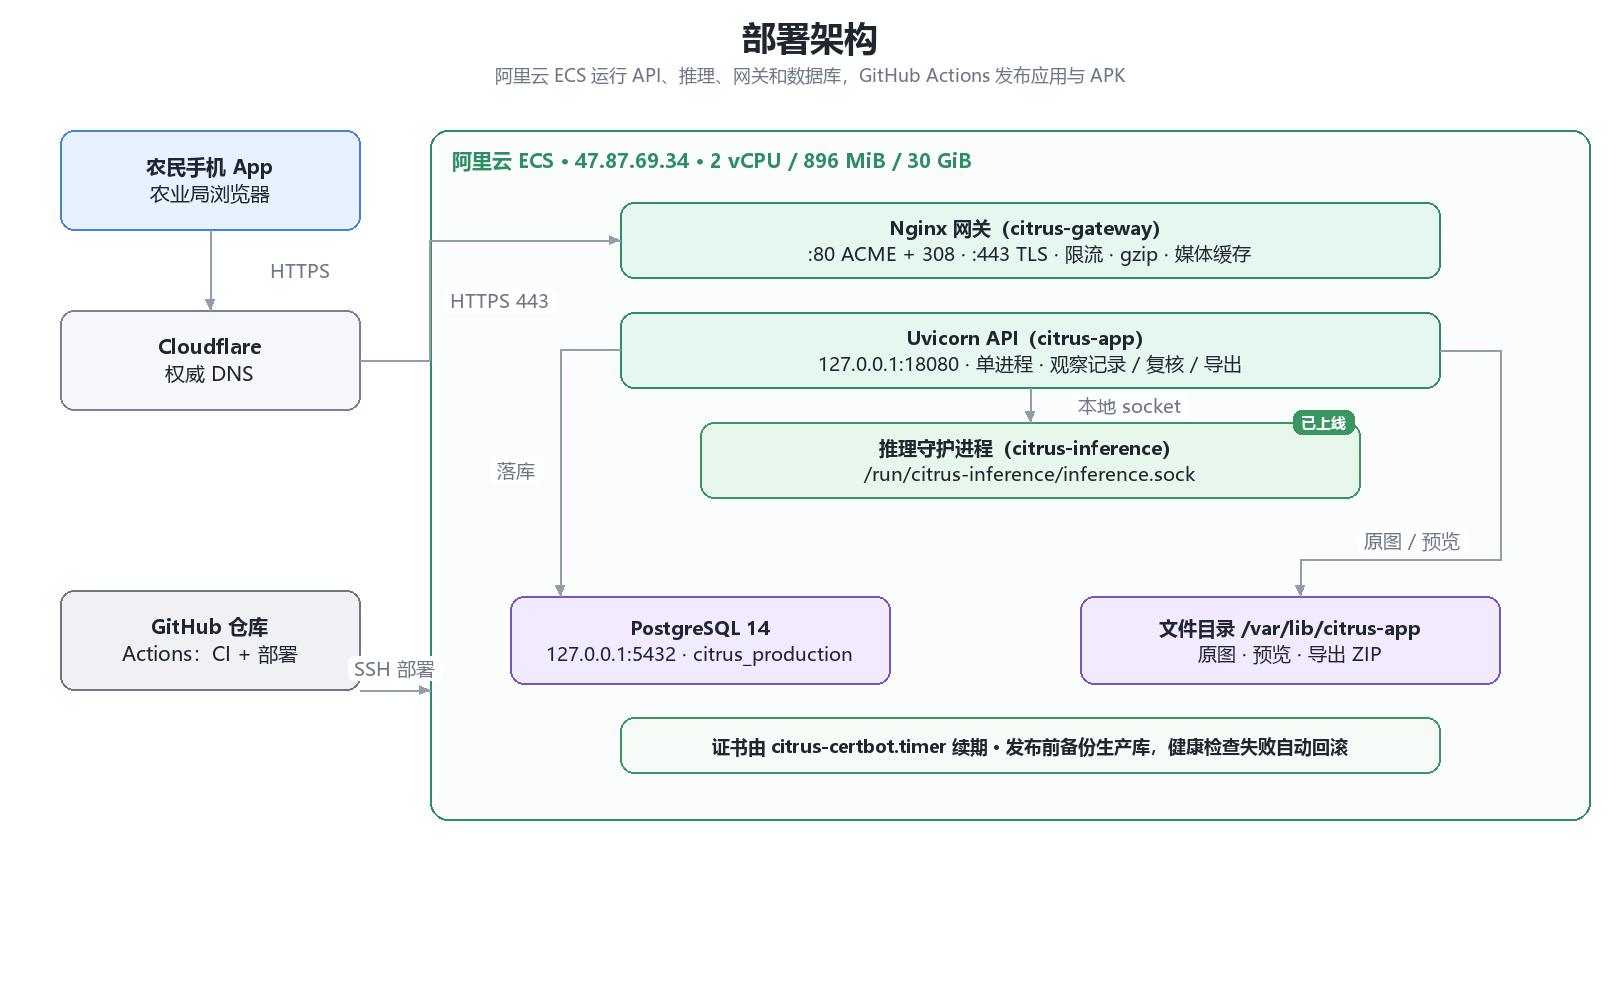 部署架构
阿里云 ECS 运行 API、推理、网关和数据库，GitHub Actions 发布应用与 APK
农民手机 App
农业局浏览器
HTTPS
Cloudflare
权威 DNS
GitHub 仓库
Actions：CI + 部署
SSH 部署
阿里云 ECS • 47.87.69.34 • 2 vCPU / 896 MiB / 30 GiB
HTTPS 443
Nginx 网关（citrus-gateway）
:80 ACME + 308 · :443 TLS · 限流 · gzip · 媒体缓存
Uvicorn API（citrus-app）
127.0.0.1:18080 · 单进程 · 观察记录 / 复核 / 导出
本地 socket
已上线
推理守护进程（citrus-inference）
/run/citrus-inference/inference.sock
落库
原图 / 预览
PostgreSQL 14
127.0.0.1:5432 · citrus_production
文件目录 /var/lib/citrus-app
原图 · 预览 · 导出 ZIP
证书由 citrus-certbot.timer 续期 • 发布前备份生产库，健康检查失败自动回滚